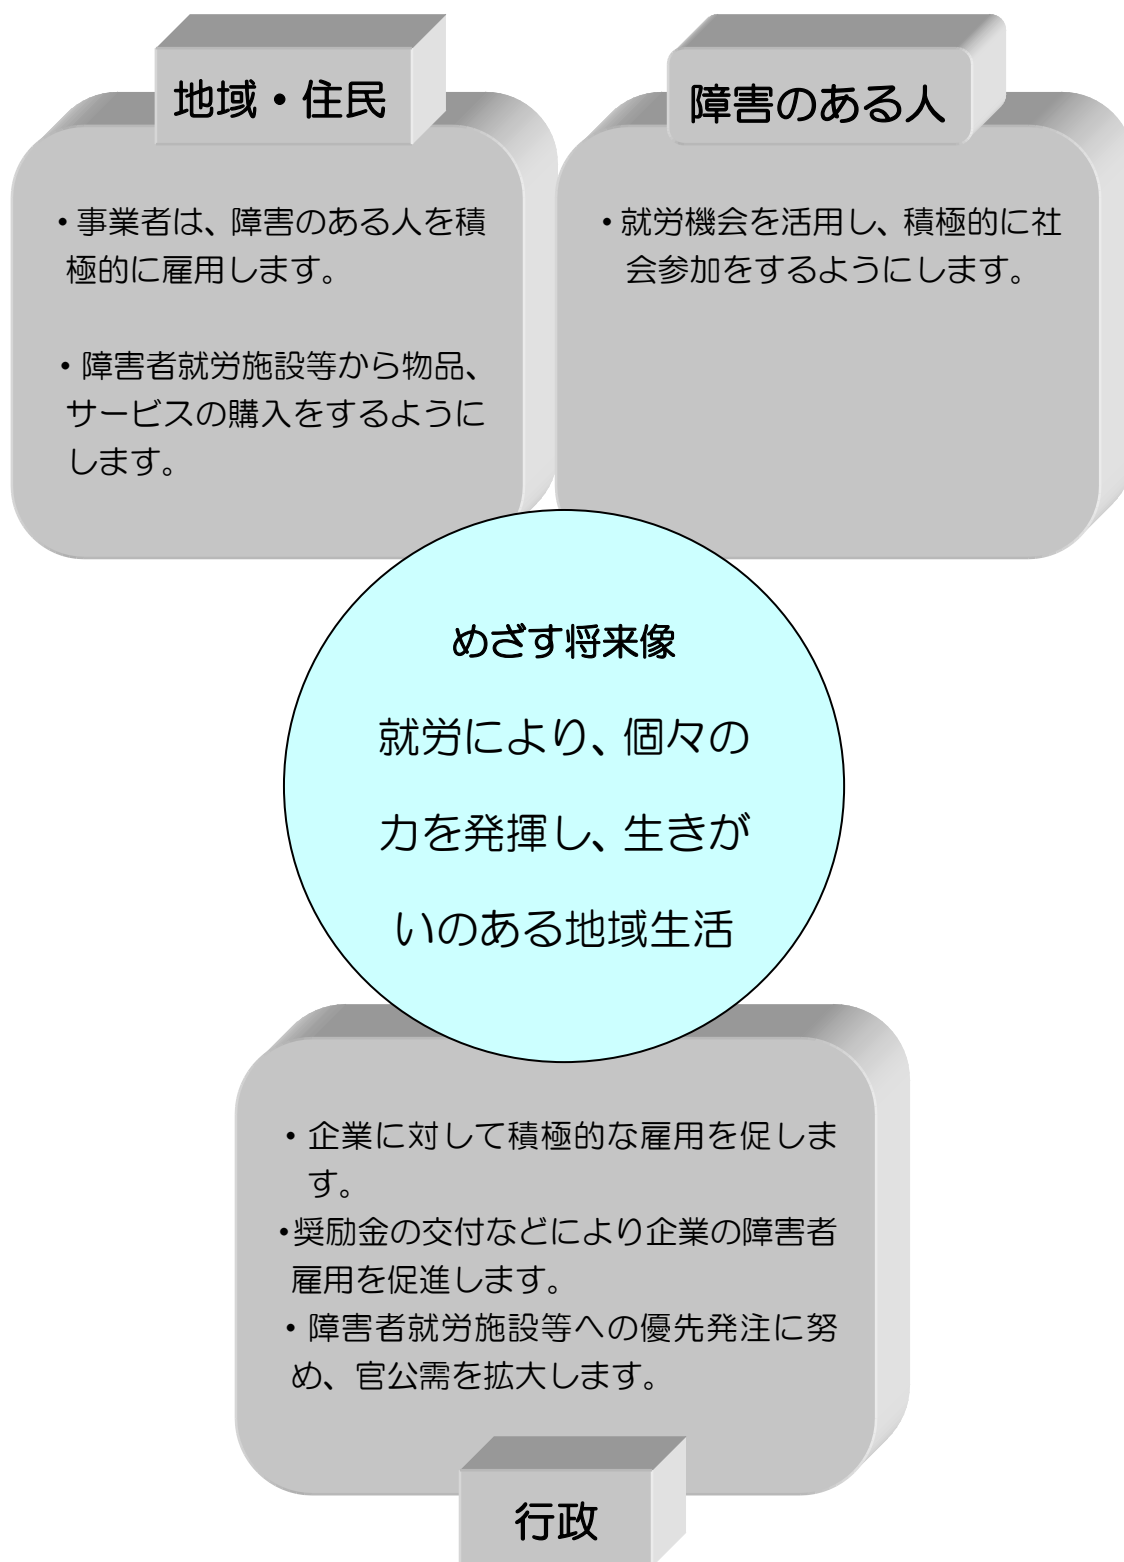 地域・住民
・事業者は、障害のある人を積
極的に雇用します。
・障害者就労施設等から物品、
サービスの購入をするように
します。
障害のある人
・就労機会を活用し、積極的に社
会参加をするようにします。
めざす将来像
就労により、個々の
力を発揮し、生きが
いのある地域生活
・企業に対して積極的な雇用を促しま
す。
・奨励金の交付などにより企業の障害者
雇用を促進します。
・障害者就労施設等への優先発注に努
め、官公需を拡大します。
行政